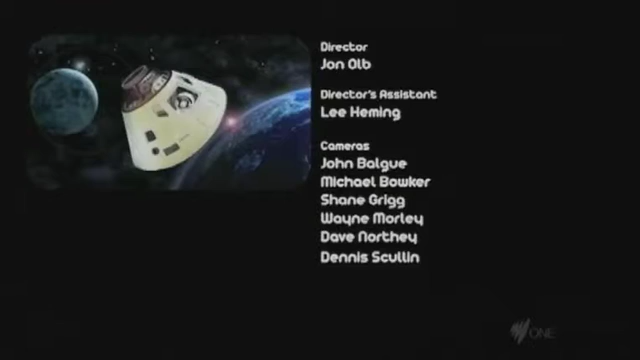 Director
Jon Olb
Director's Assistant
Lee Heming
Cameras
John Balgue
Michael Bowker
Shane Grigg
Wayne Morley
Dave Northey
Dennis Scullin
ONE